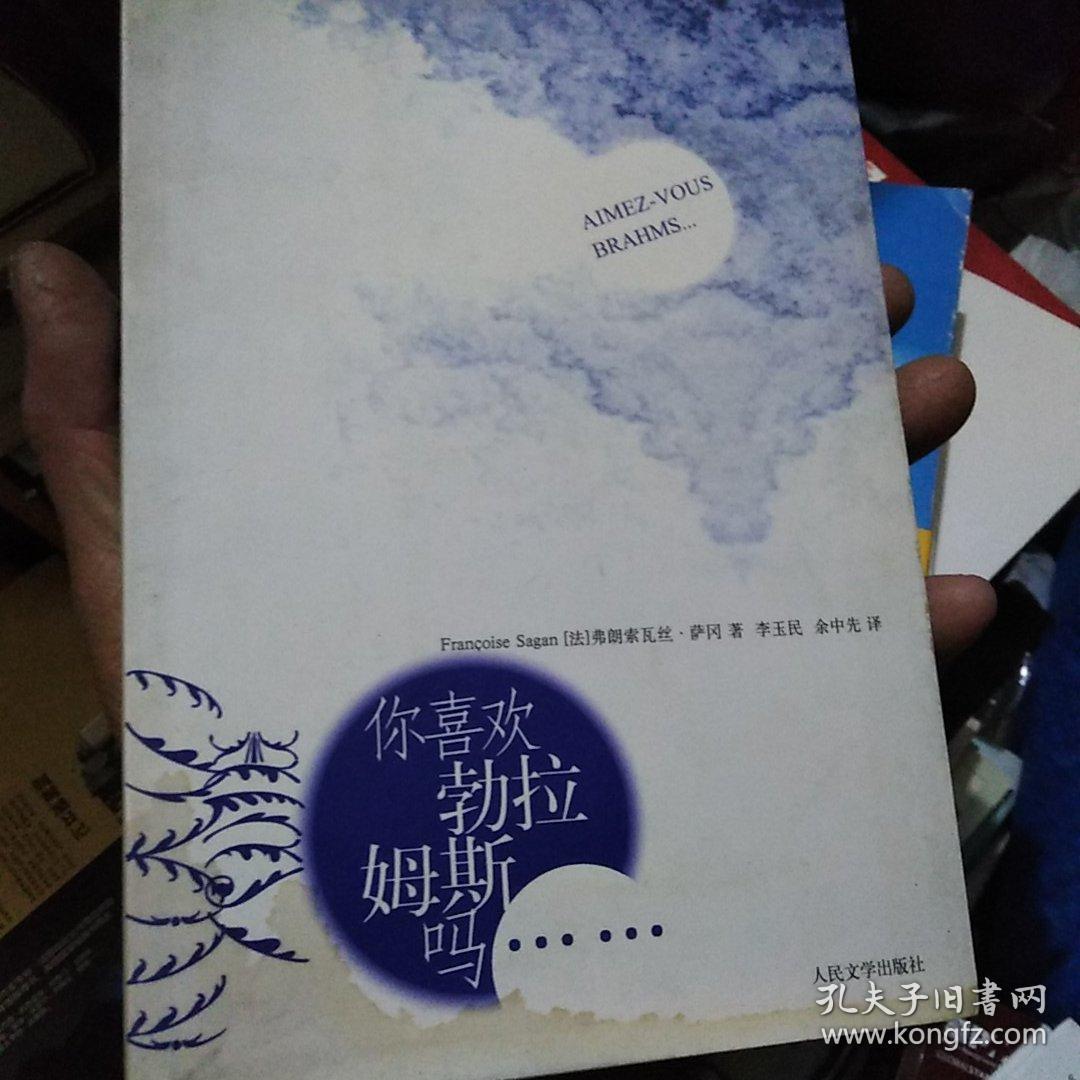 AIMEZ-VOUS
BRAHMS...
Françoise Sagan [法]弗朗索瓦丝·萨冈 著 李玉民 余中先 译
你喜欢
勃拉
姆斯
吗……
人民文学出版社
孔夫子旧書网
www.kongfz.com